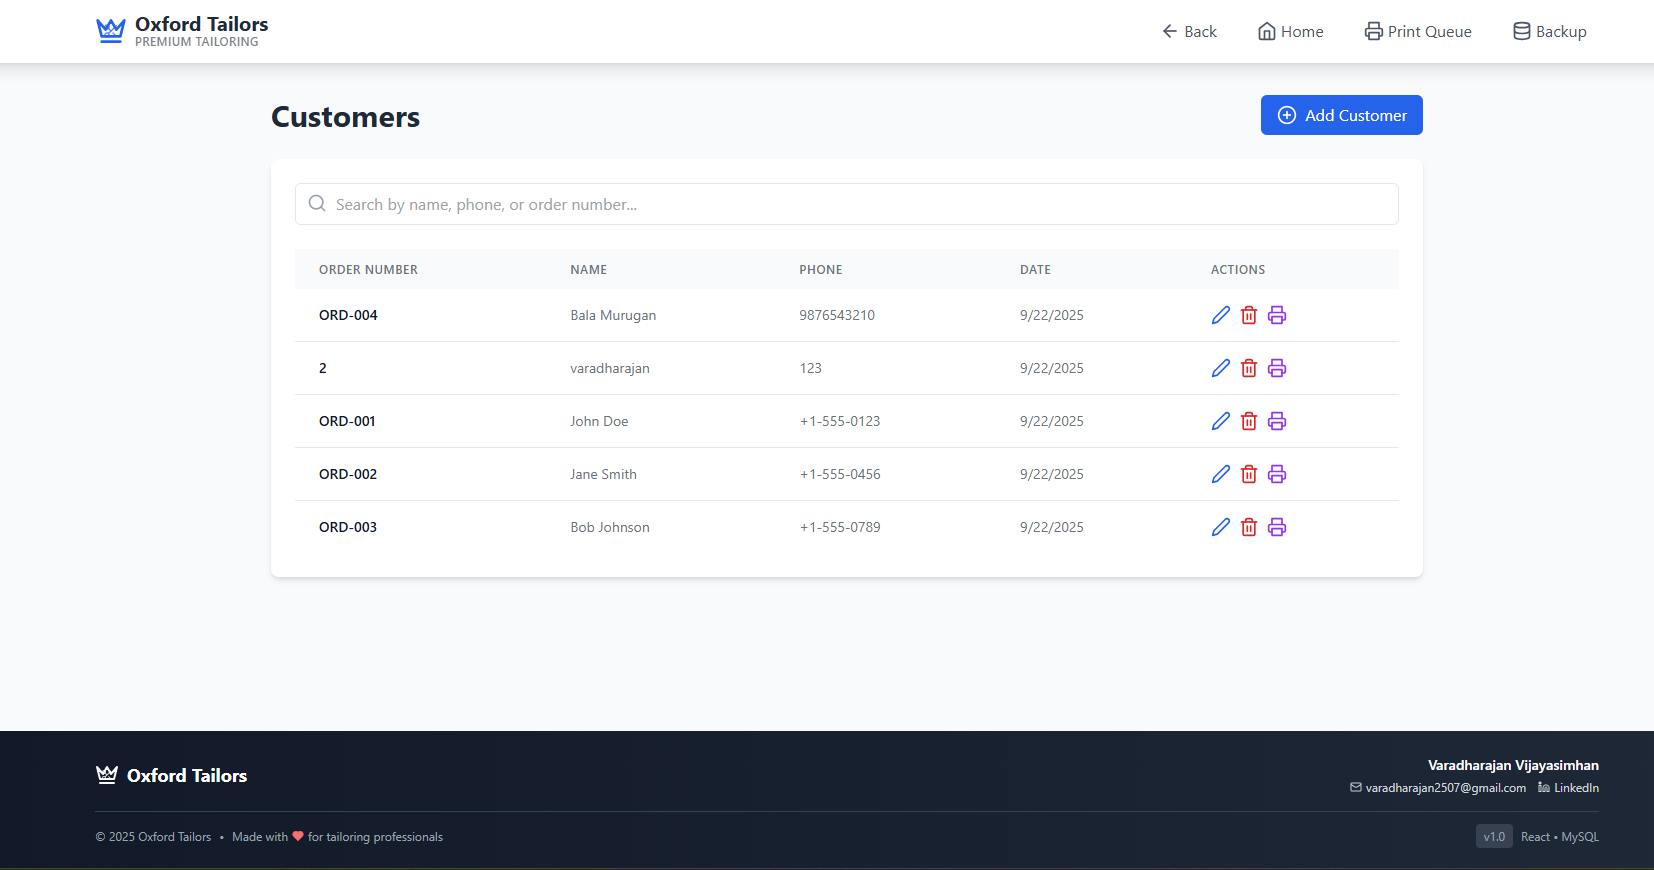 Oxford Tailors
PREMIUM TAILORING
Back
Home
Print Queue
Backup
Customers
Add Customer
Search by name, phone, or order number...
ORDER NUMBER NAME PHONE DATE ACTIONS
ORD-004 Bala Murugan 9876543210 9/22/2025
2 varadharajan 123 9/22/2025
ORD-001 John Doe +1-555-0123 9/22/2025
ORD-002 Jane Smith +1-555-0456 9/22/2025
ORD-003 Bob Johnson +1-555-0789 9/22/2025
Oxford Tailors
Varadharajan Vijayasimhan
varadharajan2507@gmail.com LinkedIn
© 2025 Oxford Tailors • Made with ❤ for tailoring professionals
v1.0 React • MySQL